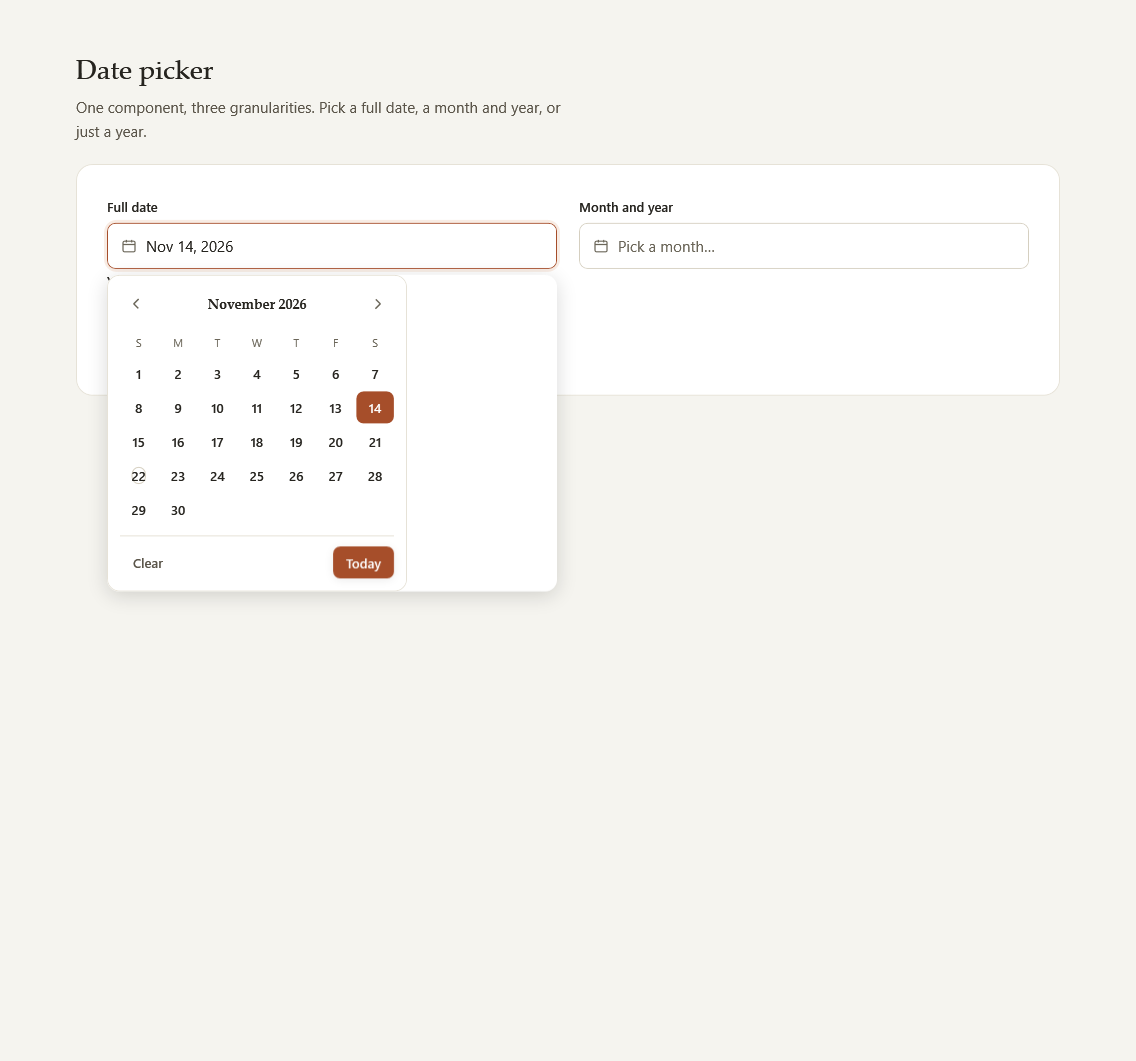 Date picker
One component, three granularities. Pick a full date, a month and year, or
just a year.
Full date
Month and year
Nov 14, 2026
Pick a month...
November 2026
S M T W T F S
1 2 3 4 5 6 7
8 9 10 11 12 13 14
15 16 17 18 19 20 21
22 23 24 25 26 27 28
29 30
Clear
Today